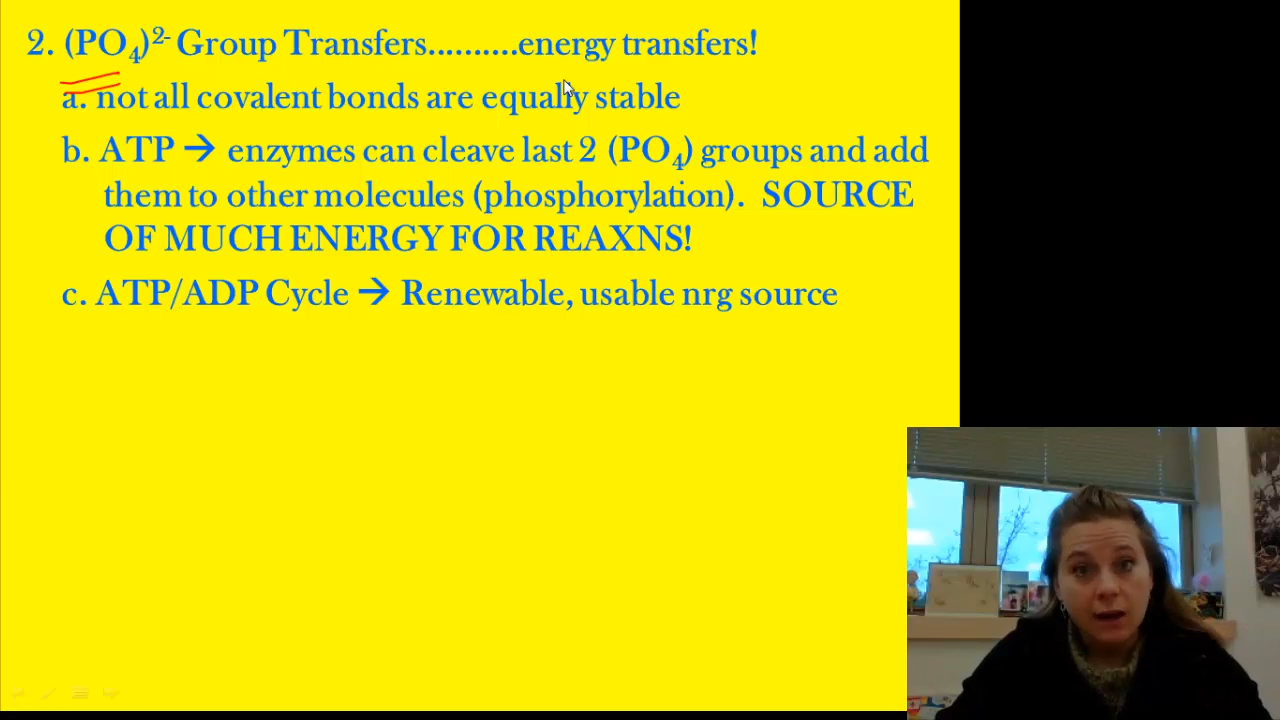 2. (PO₄)²⁻ Group Transfers..........energy transfers!
a. not all covalent bonds are equally stable
b. ATP → enzymes can cleave last 2 (PO₄) groups and add
them to other molecules (phosphorylation). SOURCE
OF MUCH ENERGY FOR REAXNS!
c. ATP/ADP Cycle → Renewable, usable nrg source